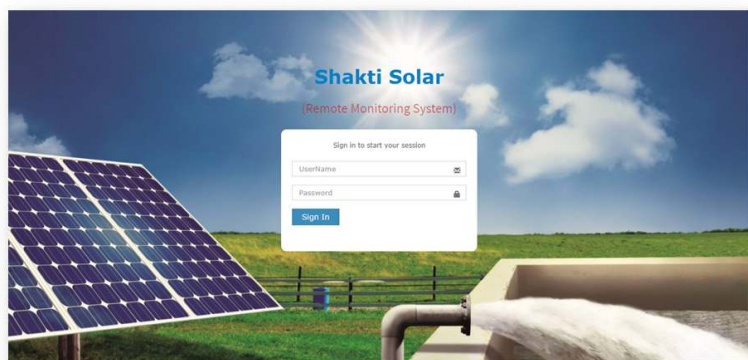 Shakti Solar
(Remote Monitoring System)
Sign in to start your session
UserName
Password
Sign In